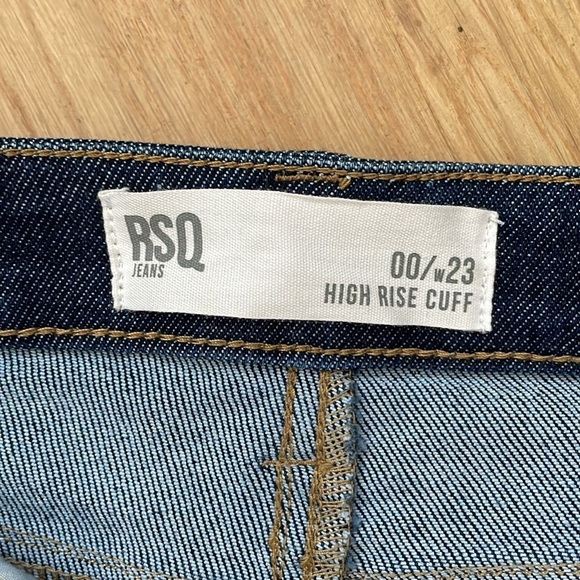 RSQ
JEANS
00/w23
HIGH RISE CUFF